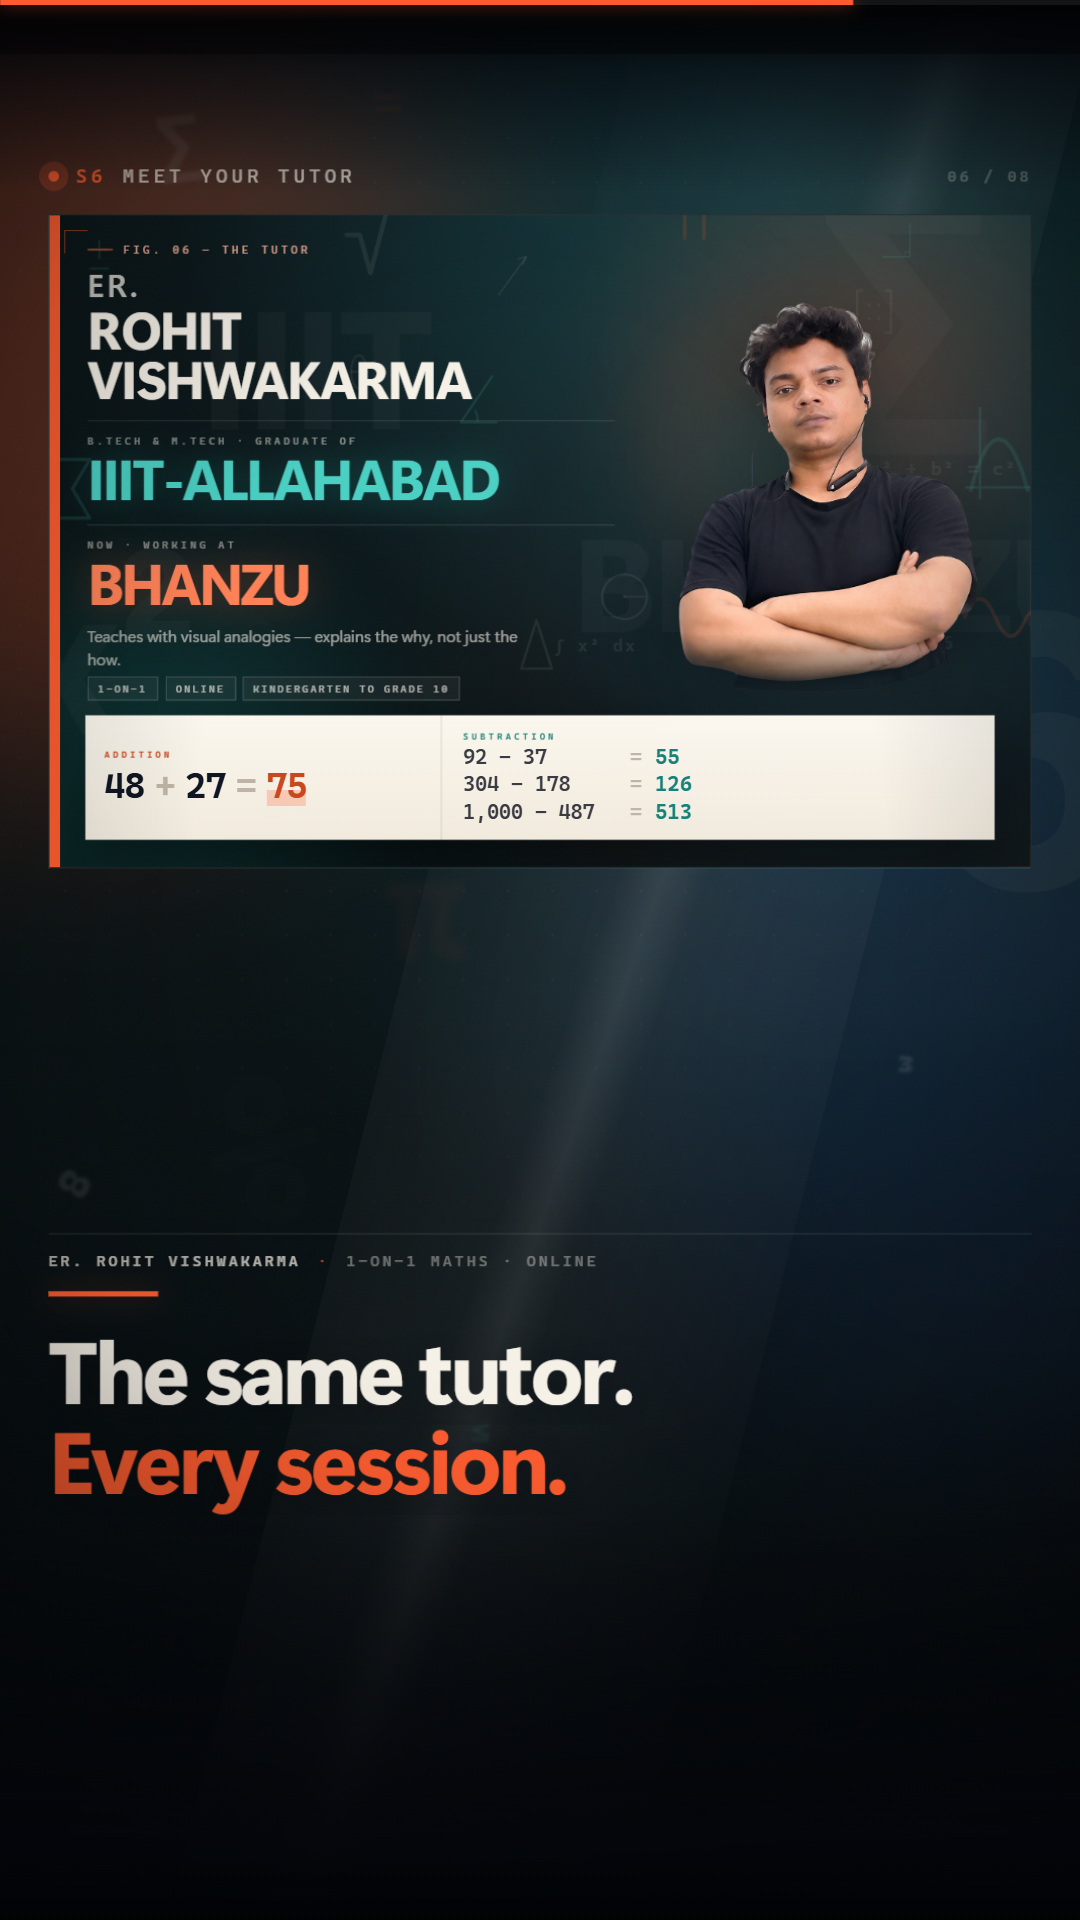 S6 MEET YOUR TUTOR
06 / 08
FIG. 06 — THE TUTOR
ER.
ROHIT
VISHWAKARMA
B.TECH & M.TECH · GRADUATE OF
IIIT-ALLAHABAD
NOW · WORKING AT
BHANZU
Teaches with visual analogies — explains the why, not just the
how.
1-ON-1
ONLINE
KINDERGARTEN TO GRADE 10
ADDITION
48 + 27 = 75
SUBTRACTION
92 − 37 = 55
304 − 178 = 126
1,000 − 487 = 513
ER. ROHIT VISHWAKARMA · 1-ON-1 MATHS · ONLINE
The same tutor.
Every session.